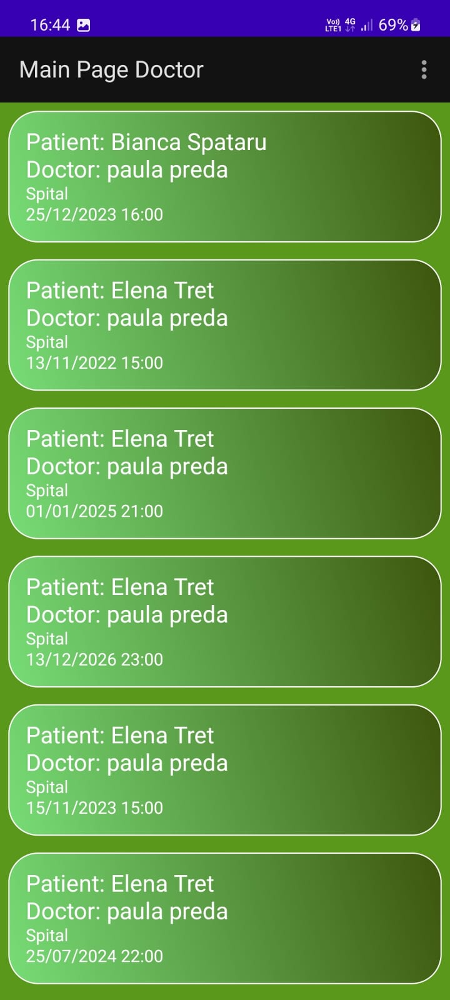 16:44
Vo)) 4G
LTE1
69%
Main Page Doctor
Patient: Bianca Spataru
Doctor: paula preda
Spital
25/12/2023 16:00
Patient: Elena Tret
Doctor: paula preda
Spital
13/11/2022 15:00
Patient: Elena Tret
Doctor: paula preda
Spital
01/01/2025 21:00
Patient: Elena Tret
Doctor: paula preda
Spital
13/12/2026 23:00
Patient: Elena Tret
Doctor: paula preda
Spital
15/11/2023 15:00
Patient: Elena Tret
Doctor: paula preda
Spital
25/07/2024 22:00